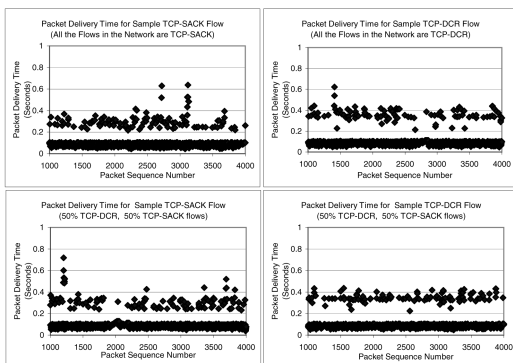 Packet Delivery Time for Sample TCP-SACK Flow
(All the Flows in the Network are TCP-SACK)
Packet Delivery Time
(Seconds)
1
0.8
0.6
0.4
0.2
0
1000 1500 2000 2500 3000 3500 4000
Packet Sequence Number
Packet Delivery Time for Sample TCP-DCR Flow
(All the Flows in the Network are TCP-DCR)
Packet Delivery Time
(Seconds)
1
0.8
0.6
0.4
0.2
0
1000 1500 2000 2500 3000 3500 4000
Packet Sequence Number
Packet Delivery Time for Sample TCP-SACK Flow
(50% TCP-DCR, 50% TCP-SACK flows)
Packet Delivery Time
(Seconds)
1
0.8
0.6
0.4
0.2
0
1000 1500 2000 2500 3000 3500 4000
Packet Sequence Number
Packet Delivery Time for Sample TCP-DCR Flow
(50% TCP-DCR, 50% TCP-SACK flows)
Packet Delivery Time
(Seconds)
1
0.8
0.6
0.4
0.2
0
1000 1500 2000 2500 3000 3500 4000
Packet Sequence Number